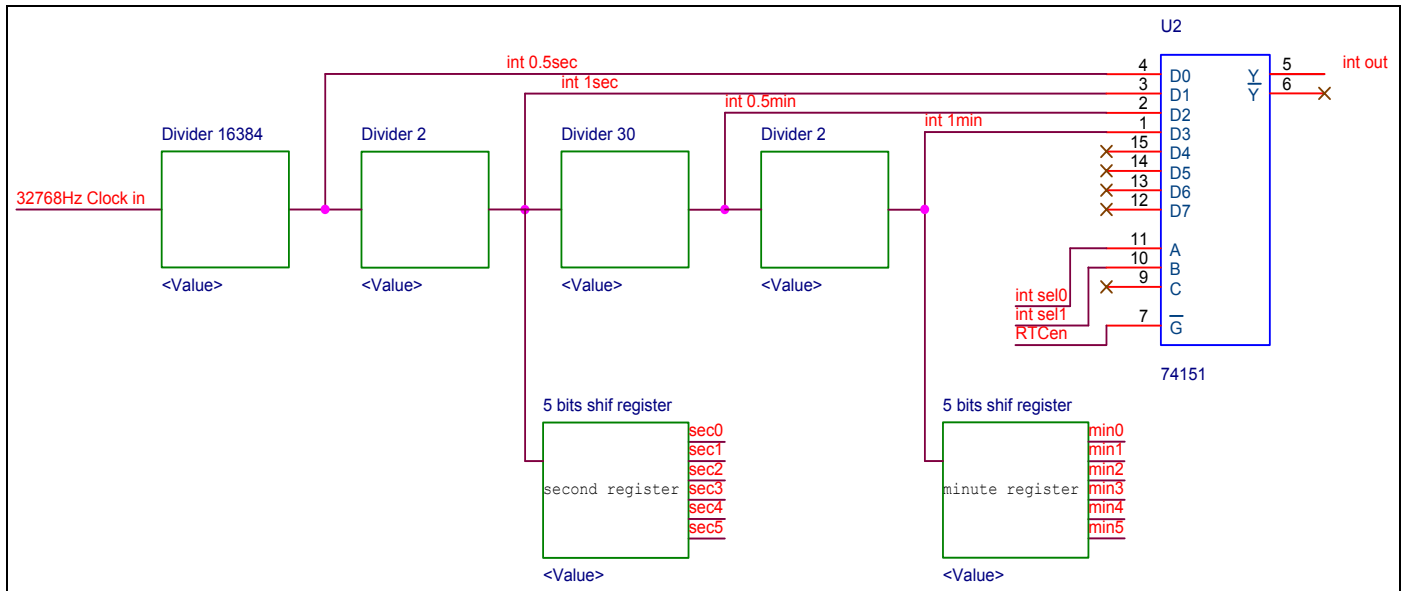 U2
int 0.5sec
int 1sec
int 0.5min
int 1min
Divider 16384
Divider 2
Divider 30
Divider 2
32768Hz Clock in
<Value>
<Value>
<Value>
<Value>
4 D0
3 D1
2 D2
1 D3
15 D4
14 D5
13 D6
12 D7
11 A
10 B
9 C
7 G
Y 5 int out
Y 6
int sel0
int sel1
RTCen
74151
5 bits shif register
second register
sec0
sec1
sec2
sec3
sec4
sec5
<Value>
5 bits shif register
minute register
min0
min1
min2
min3
min4
min5
<Value>